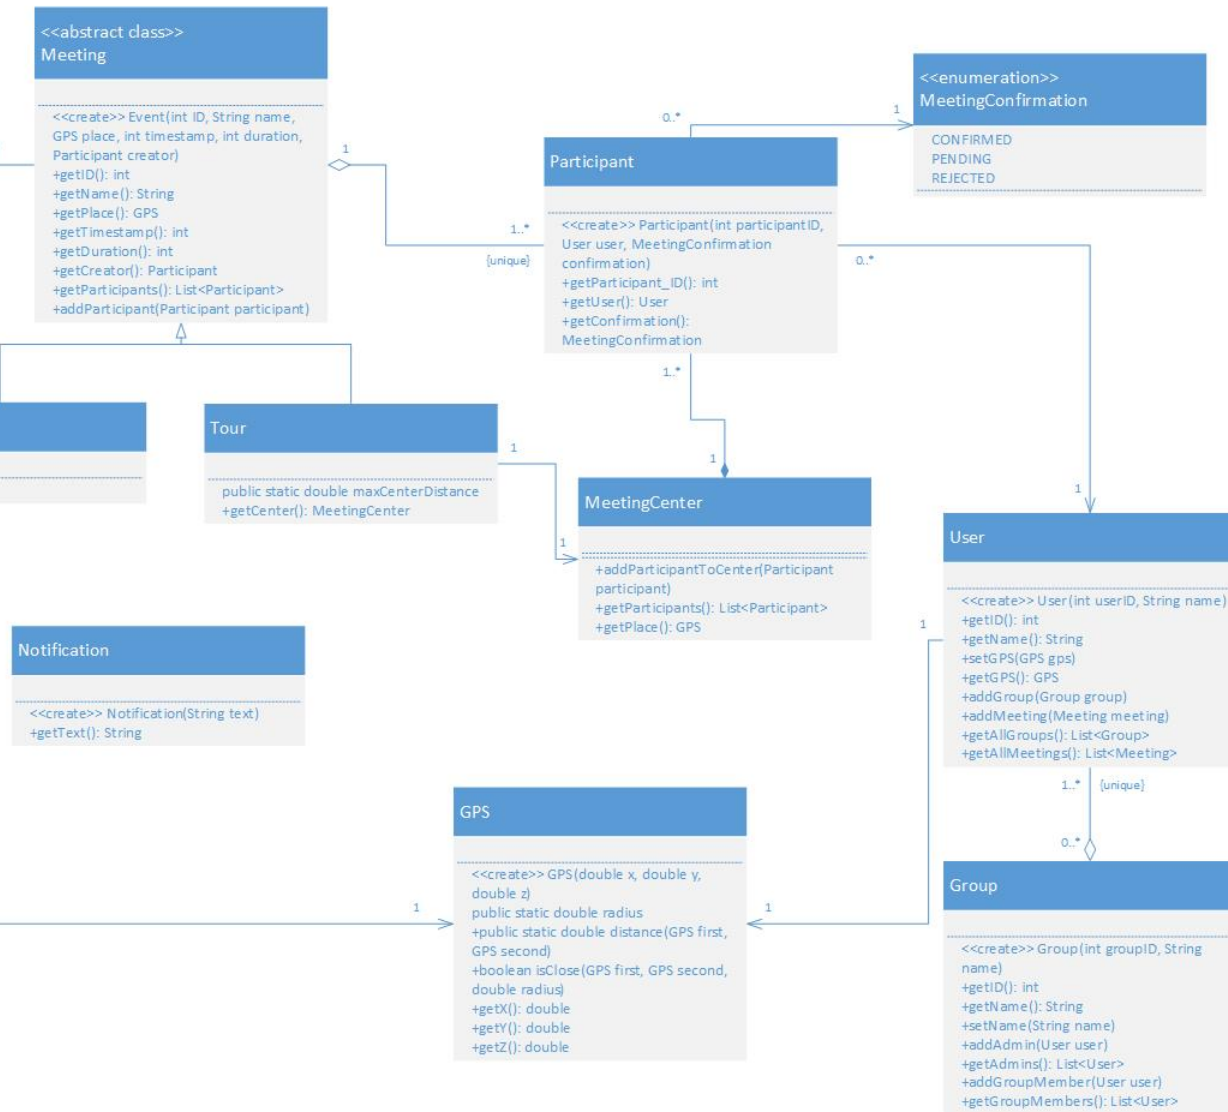 <<abstract class>>
Meeting
<<create>> Event(int ID, String name,
GPS place, int timestamp, int duration,
Participant creator)
+getID(): int
+getName(): String
+getPlace(): GPS
+getTimestamp(): int
+getDuration(): int
+getCreator(): Participant
+getParticipants(): List<Participant>
+addParticipant(Participant participant)
1
1..*
{unique}
0..*
1
<<enumeration>>
MeetingConfirmation
CONFIRMED
PENDING
REJECTED
Participant
<<create>> Participant(int participantID,
User user, MeetingConfirmation
confirmation)
+getParticipant_ID(): int
+getUser(): User
+getConfirmation():
MeetingConfirmation
0..*
1..*
1
1
Tour
public static double maxCenterDistance
+getCenter(): MeetingCenter
1
1
MeetingCenter
+addParticipantToCenter(Participant
participant)
+getParticipants(): List<Participant>
+getPlace(): GPS
User
<<create>> User(int userID, String name)
+getID(): int
+getName(): String
+setGPS(GPS gps)
+getGPS(): GPS
+addGroup(Group group)
+addMeeting(Meeting meeting)
+getAllGroups(): List<Group>
+getAllMeetings(): List<Meeting>
1
1..*
{unique}
0..*
Notification
<<create>> Notification(String text)
+getText(): String
GPS
<<create>> GPS(double x, double y,
double z)
public static double radius
+public static double distance(GPS first,
GPS second)
+boolean isClose(GPS first, GPS second,
double radius)
+getX(): double
+getY(): double
+getZ(): double
1
1
Group
<<create>> Group(int groupID, String
name)
+getID(): int
+getName(): String
+setName(String name)
+addAdmin(User user)
+getAdmins(): List<User>
+addGroupMember(User user)
+getGroupMembers(): List<User>